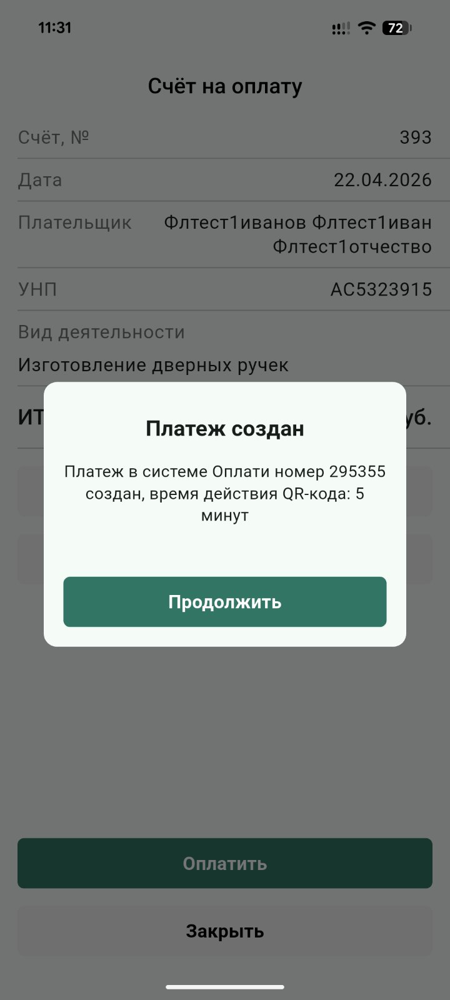 11:31
72
Счёт на оплату
Счёт, № 393
Дата 22.04.2026
Плательщик Флтест1иванов Флтест1иван
Флтест1отчество
УНП АС5323915
Вид деятельности
Изготовление дверных ручек
Платеж создан
Платеж в системе Оплати номер 295355
создан, время действия QR-кода: 5
минут
Продолжить
Оплатить
Закрыть